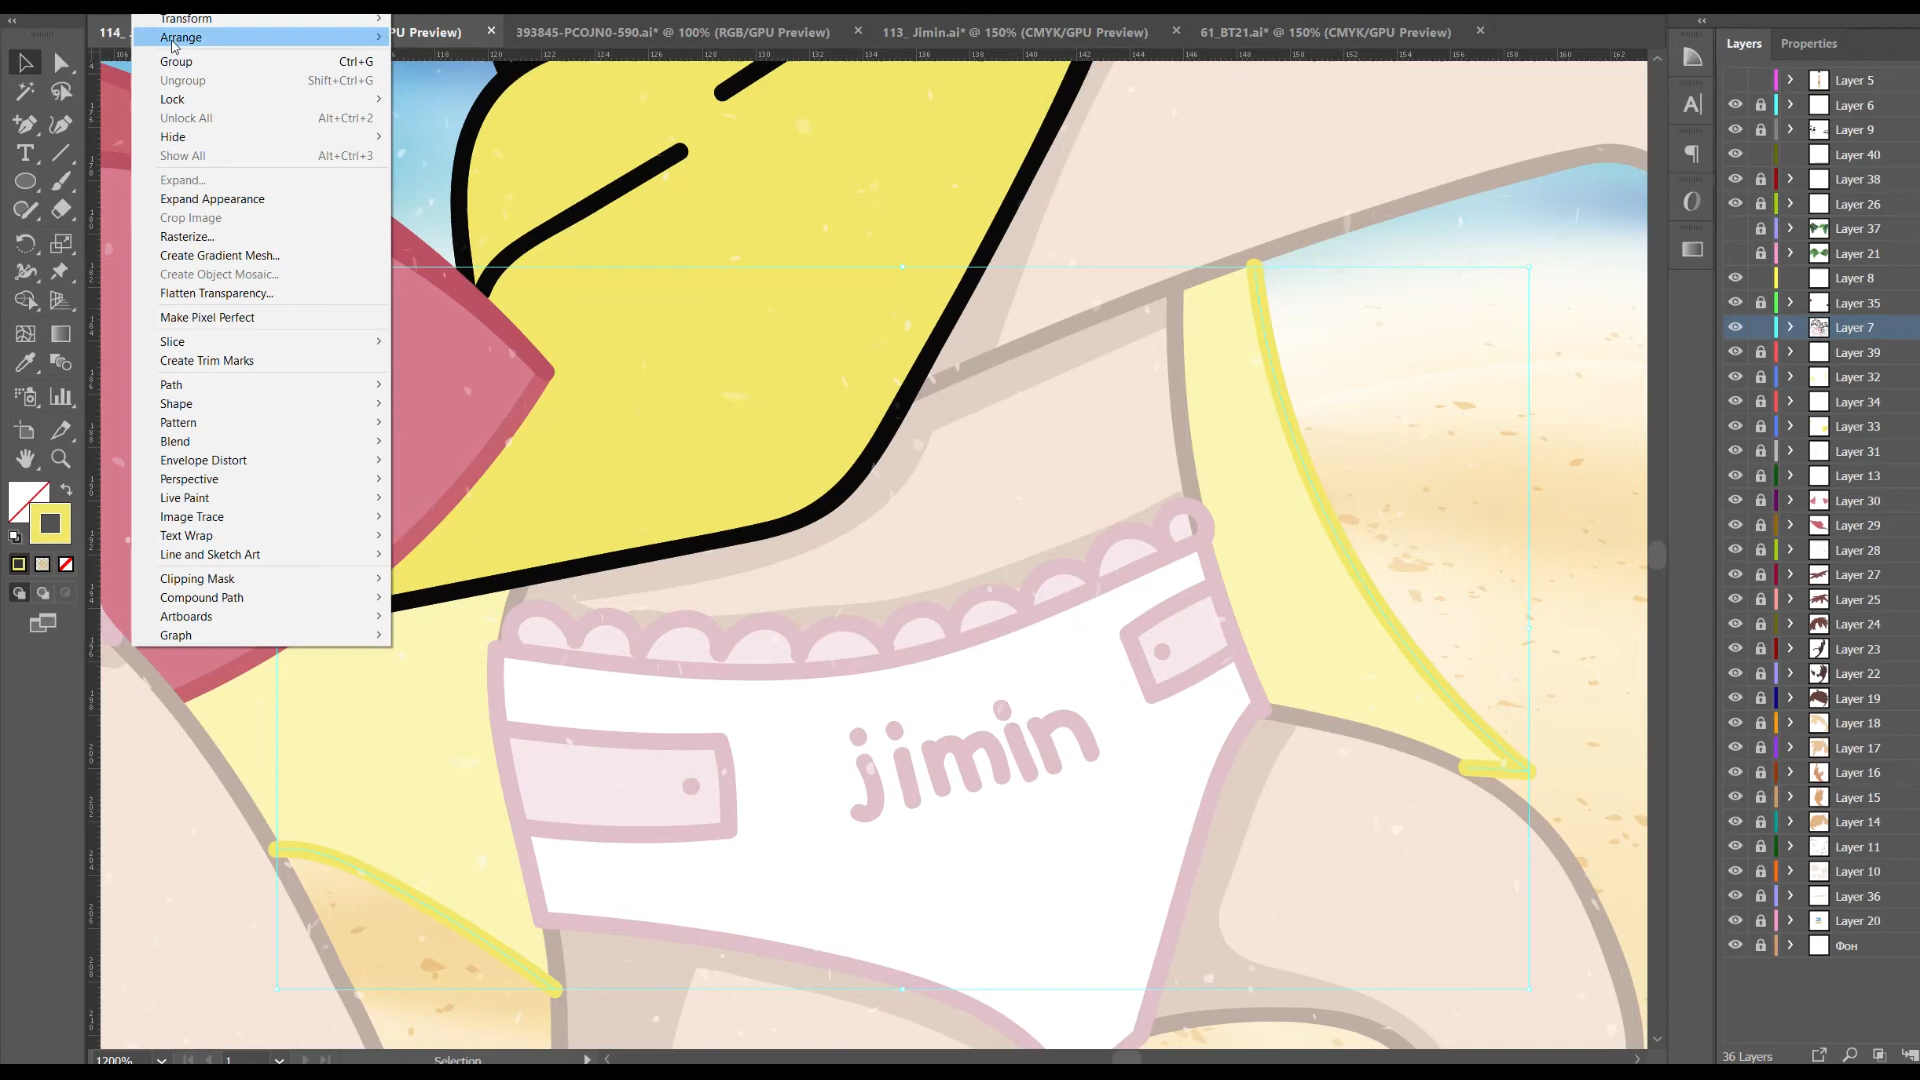 Transform
Arrange
Group Ctrl+G
Ungroup Shift+Ctrl+G
Lock
Unlock All Alt+Ctrl+2
Hide
Show All Alt+Ctrl+3
Expand...
Expand Appearance
Crop Image
Rasterize...
Create Gradient Mesh...
Create Object Mosaic...
Flatten Transparency...
Make Pixel Perfect
Slice
Create Trim Marks
Path
Shape
Pattern
Blend
Envelope Distort
Perspective
Live Paint
Image Trace
Text Wrap
Line and Sketch Art
Clipping Mask
Compound Path
Artboards
Graph
114_
PU Preview)
393845-PCOJN0-590.ai* @ 100% (RGB/GPU Preview)
113_ Jimin.ai* @ 150% (CMYK/GPU Preview)
61_BT21.ai* @ 150% (CMYK/GPU Preview)
jimin
Layers Properties
Layer 5
Layer 6
Layer 9
Layer 40
Layer 38
Layer 26
Layer 37
Layer 21
Layer 8
Layer 35
Layer 7
Layer 39
Layer 32
Layer 34
Layer 33
Layer 31
Layer 13
Layer 30
Layer 29
Layer 28
Layer 27
Layer 25
Layer 24
Layer 23
Layer 22
Layer 19
Layer 18
Layer 17
Layer 16
Layer 15
Layer 14
Layer 11
Layer 10
Layer 36
Layer 20
Фон
36 Layers
1200% 1 Selection